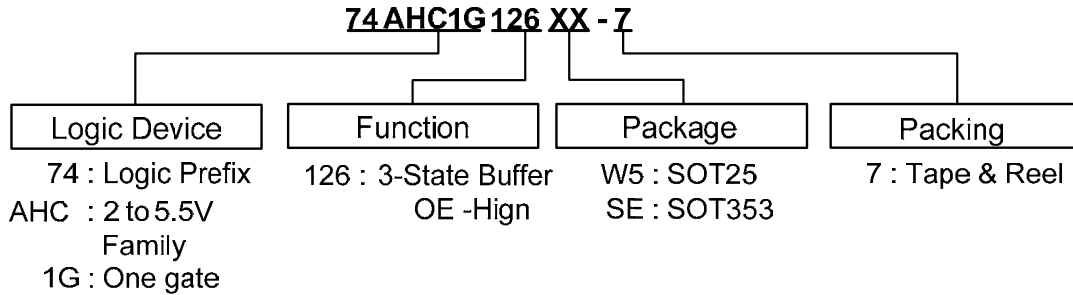 74 AHC1G 126 XX - 7
Logic Device
Function
Package
Packing
74 : Logic Prefix
AHC : 2 to 5.5V
Family
1G : One gate
126 : 3-State Buffer
OE -Hign
W5 : SOT25
SE : SOT353
7 : Tape & Reel